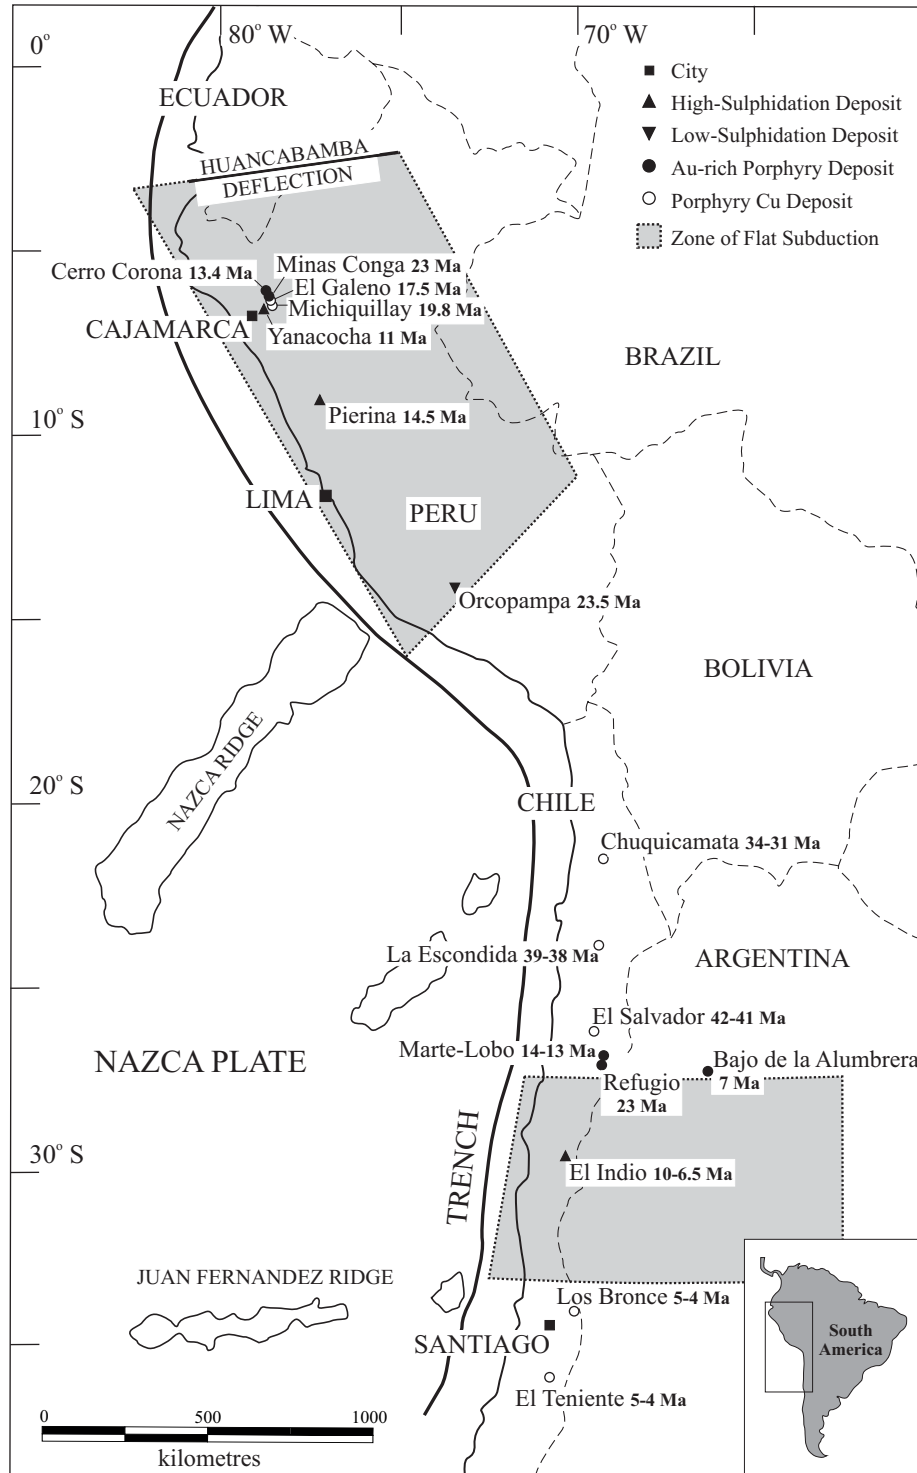 0° 80° W 70° W
City
ECUADOR
High-Sulphidation Deposit
Low-Sulphidation Deposit
HUANCABAMBA
DEFLECTION
Au-rich Porphyry Deposit
Porphyry Cu Deposit
Zone of Flat Subduction
Cerro Corona 13.4 Ma
Minas Conga 23 Ma
El Galeno 17.5 Ma
Michiquillay 19.8 Ma
CAJAMARCA
Yanacocha 11 Ma
BRAZIL
10° S
Pierina 14.5 Ma
LIMA
PERU
Orcopampa 23.5 Ma
BOLIVIA
NAZCA RIDGE
20° S
CHILE
Chuquicamata 34-31 Ma
La Escondida 39-38 Ma
ARGENTINA
El Salvador 42-41 Ma
Marte-Lobo 14-13 Ma
NAZCA PLATE
Bajo de la Alumbrera
7 Ma
Refugio
23 Ma
TRENCH
30° S
El Indio 10-6.5 Ma
JUAN FERNANDEZ RIDGE
Los Bronce 5-4 Ma
SANTIAGO
South
America
El Teniente 5-4 Ma
0 500 1000
kilometres